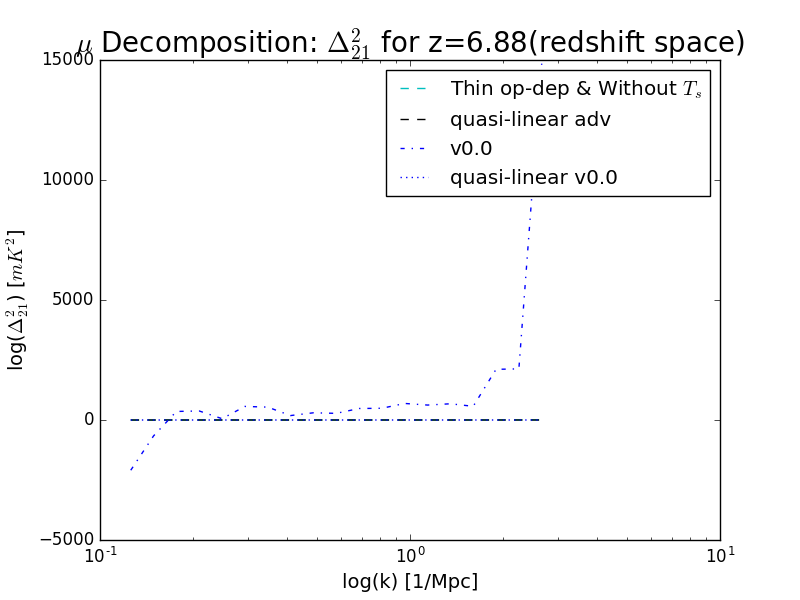 μ Decomposition: Δ²₂₁ for z=6.88(redshift space)
15000
10000
5000
0
−5000
log(Δ²₂₁) [mK²]
Thin op-dep & Without Tₛ
quasi-linear adv
v0.0
quasi-linear v0.0
10⁻¹ 10⁰ 10¹
log(k) [1/Mpc]